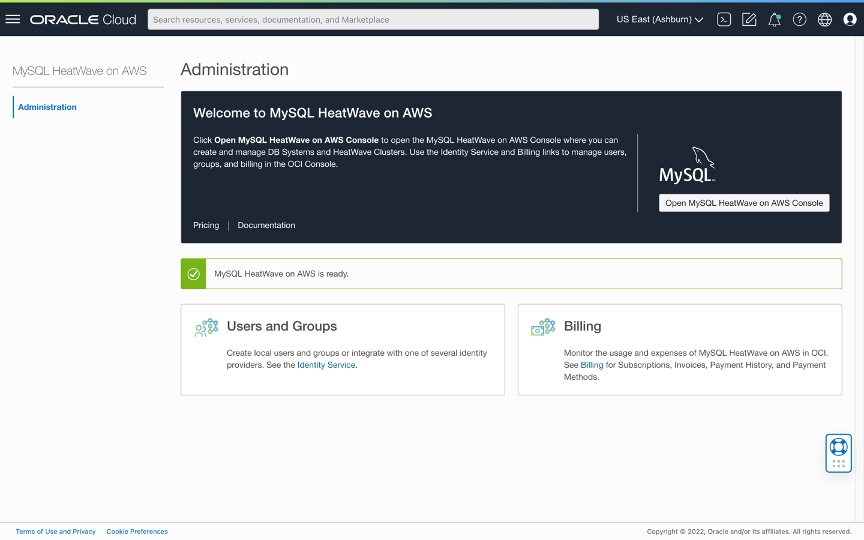 ORACLE Cloud
Search resources, services, documentation, and Marketplace
US East (Ashburn)
MySQL HeatWave on AWS
Administration
Administration
Welcome to MySQL HeatWave on AWS
Click Open MySQL HeatWave on AWS Console to open the MySQL HeatWave on AWS Console where you can
create and manage DB Systems and HeatWave Clusters. Use the Identity Service and Billing links to manage users,
groups, and billing in the OCI Console.
Pricing | Documentation
MySQL
Open MySQL HeatWave on AWS Console
MySQL HeatWave on AWS is ready.
Users and Groups
Create local users and groups or integrate with one of several identity
providers. See the Identity Service.
Billing
Monitor the usage and expenses of MySQL HeatWave on AWS in OCI.
See Billing for Subscriptions, Invoices, Payment History, and Payment
Methods.
Terms of Use and Privacy Cookie Preferences
Copyright © 2022, Oracle and/or its affiliates. All rights reserved.